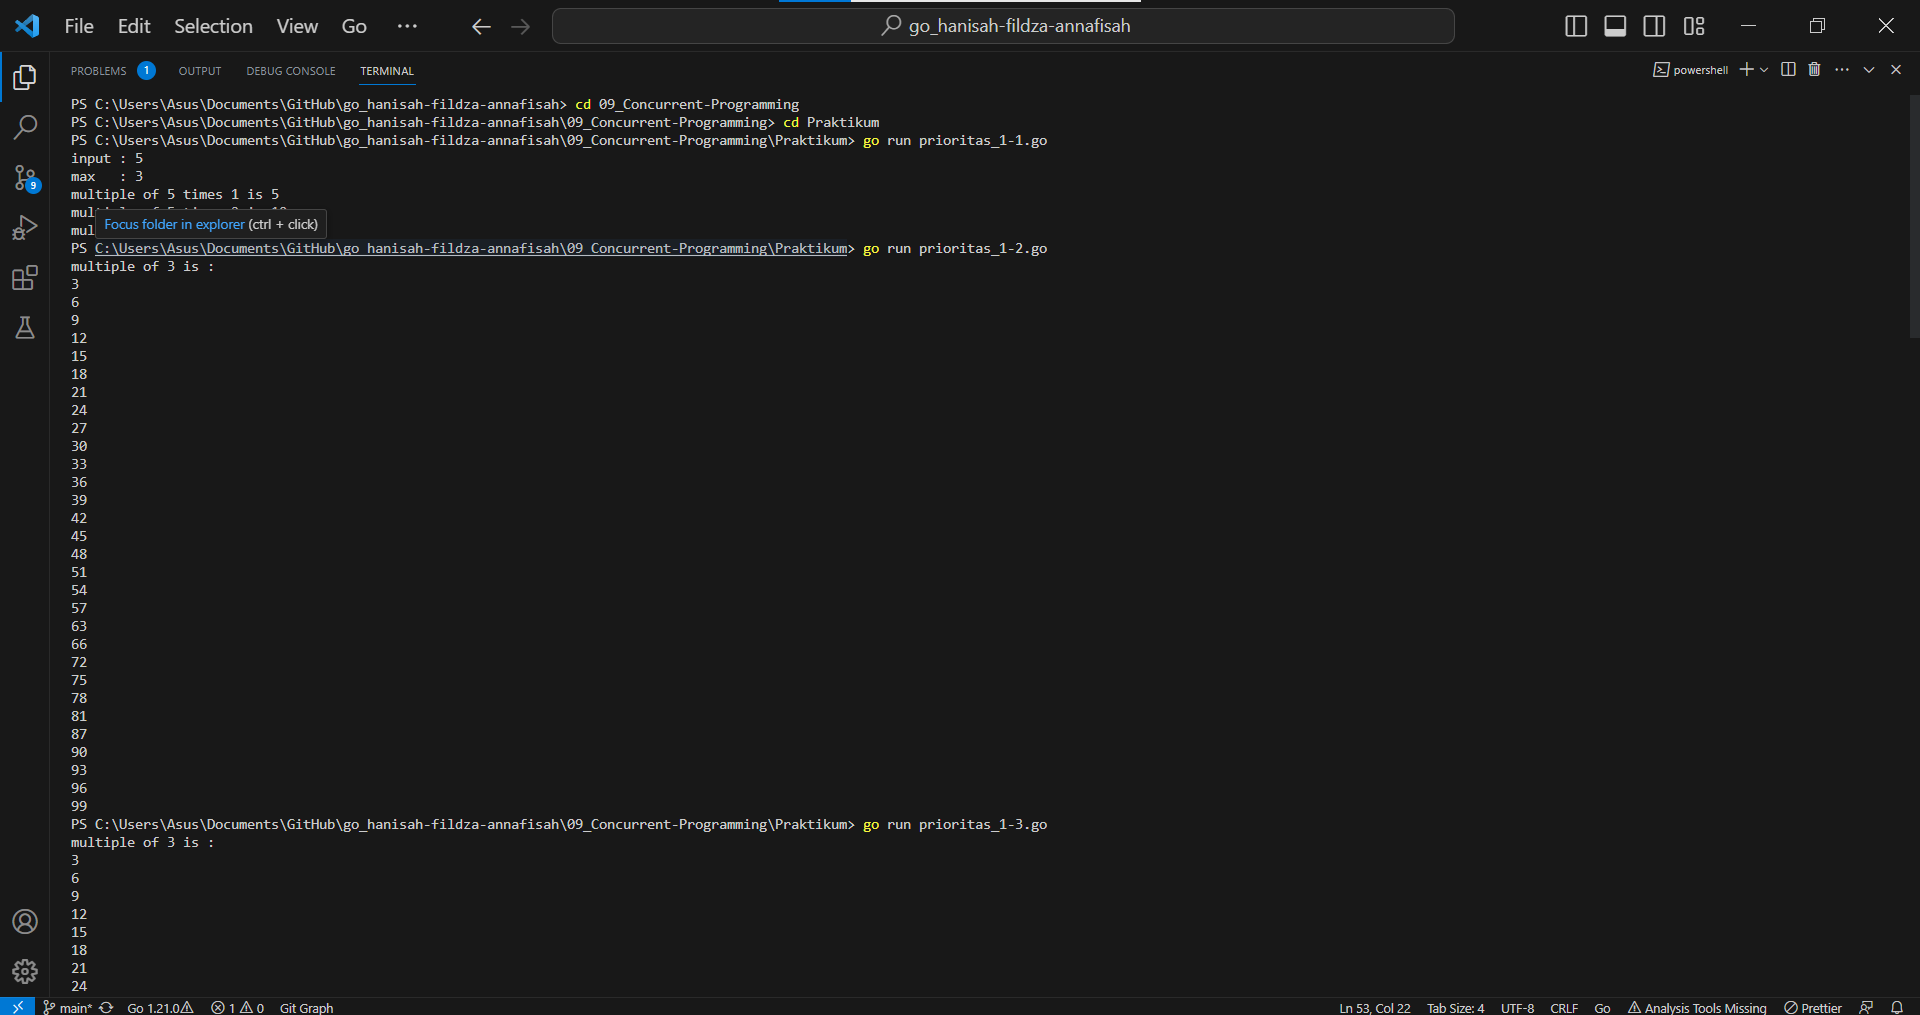 File Edit Selection View Go ... go_hanisah-fildza-annafisah
PROBLEMS 1 OUTPUT DEBUG CONSOLE TERMINAL powershell
PS C:\Users\Asus\Documents\GitHub\go_hanisah-fildza-annafisah> cd 09_Concurrent-Programming
PS C:\Users\Asus\Documents\GitHub\go_hanisah-fildza-annafisah\09_Concurrent-Programming> cd Praktikum
PS C:\Users\Asus\Documents\GitHub\go_hanisah-fildza-annafisah\09_Concurrent-Programming\Praktikum> go run prioritas_1-1.go
input : 5
max   : 3
9
multiple of 5 times 1 is 5
mul
Focus folder in explorer (ctrl + click)
mul
PS C:\Users\Asus\Documents\GitHub\go_hanisah-fildza-annafisah\09_Concurrent-Programming\Praktikum> go run prioritas_1-2.go
multiple of 3 is :
3
6
9
12
15
18
21
24
27
30
33
36
39
42
45
48
51
54
57
63
66
72
75
78
81
87
90
93
96
99
PS C:\Users\Asus\Documents\GitHub\go_hanisah-fildza-annafisah\09_Concurrent-Programming\Praktikum> go run prioritas_1-3.go
multiple of 3 is :
3
6
9
12
15
18
21
24
main* Go 1.21.0 1 0 Git Graph Ln 53, Col 22 Tab Size: 4 UTF-8 CRLF Go Analysis Tools Missing Prettier